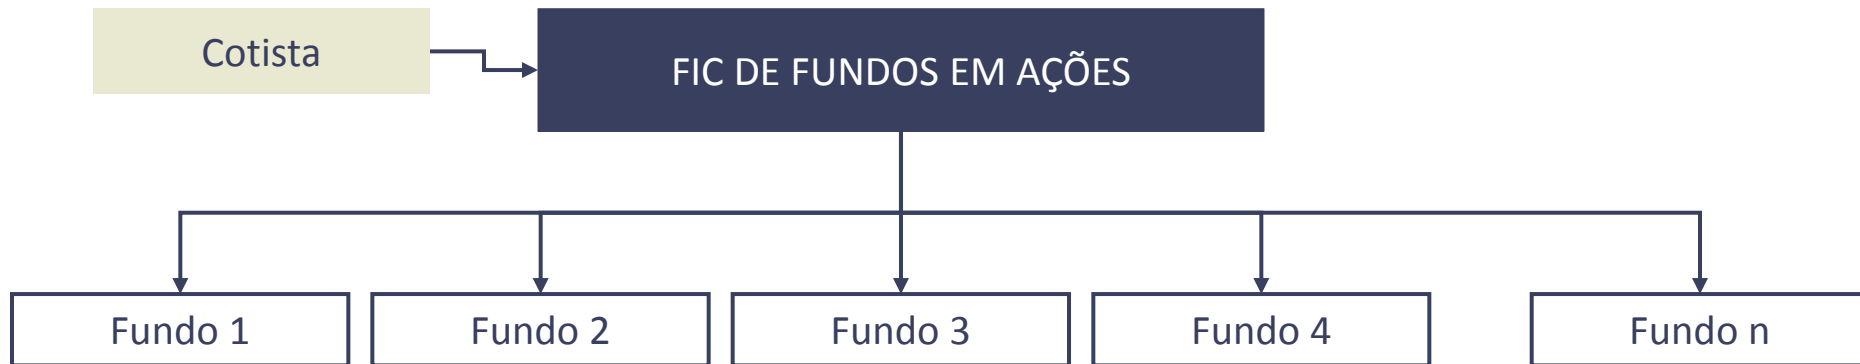 Cotista
FIC DE FUNDOS EM AÇÕES
Fundo 1
Fundo 2
Fundo 3
Fundo 4
Fundo n